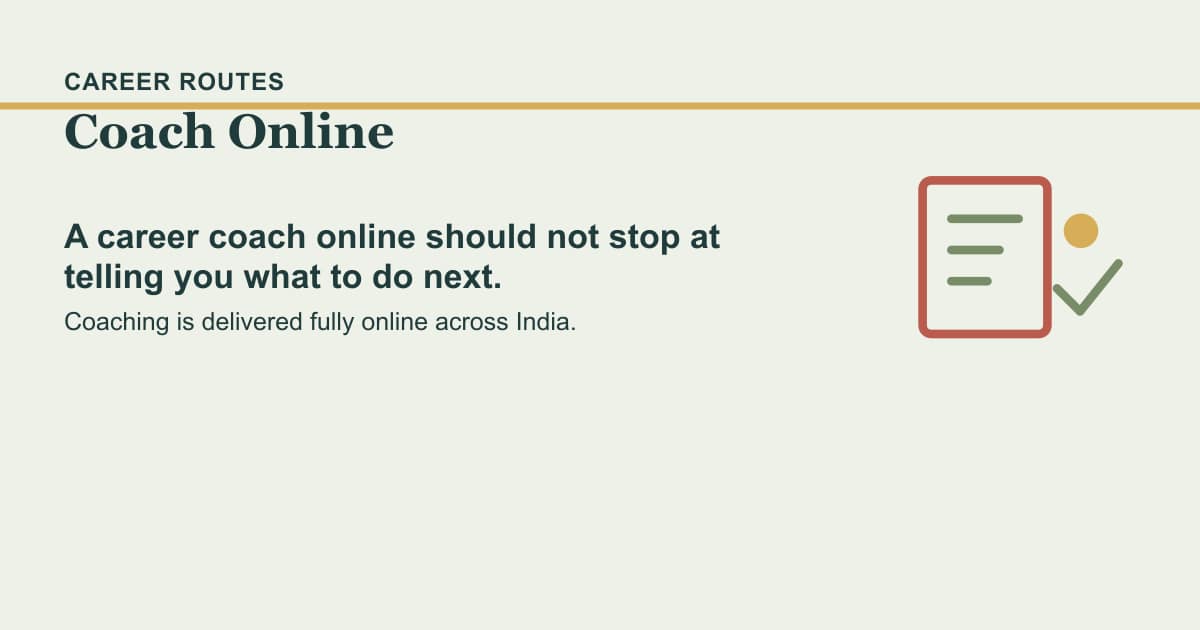 CAREER ROUTES
Coach Online
A career coach online should not stop at
telling you what to do next.
Coaching is delivered fully online across India.